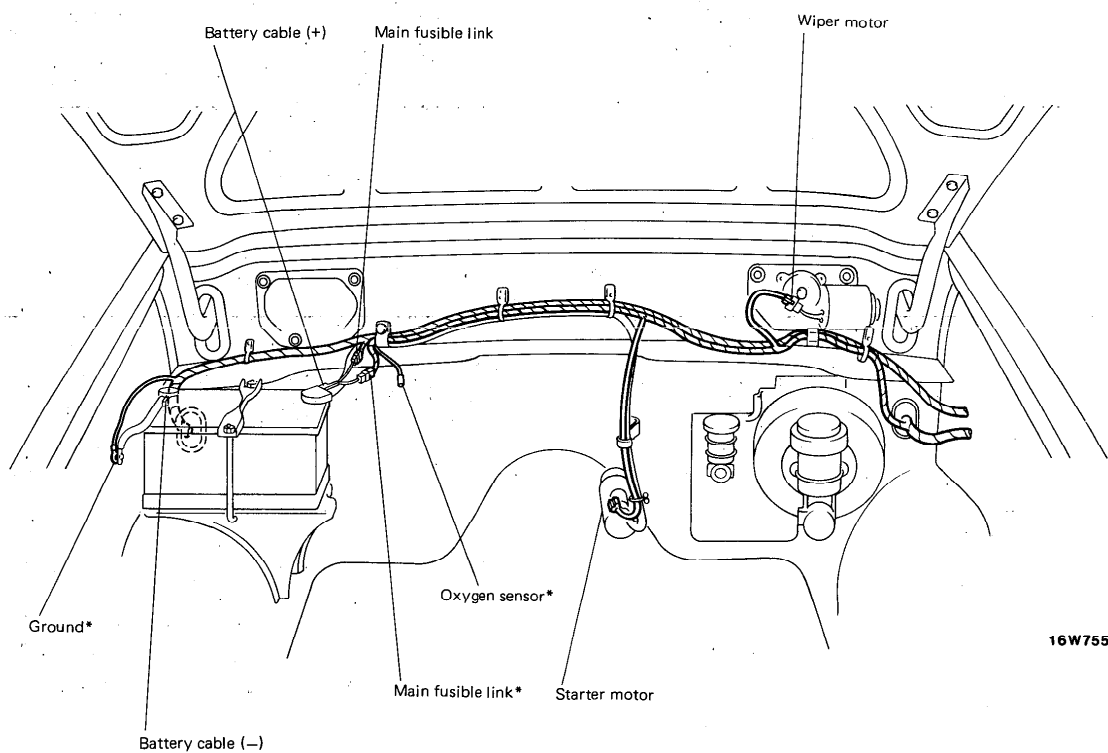 Wiper motor
Battery cable (+)
Main fusible link
Oxygen sensor*
Ground*
16W755
Main fusible link*
Starter motor
Battery cable (—)